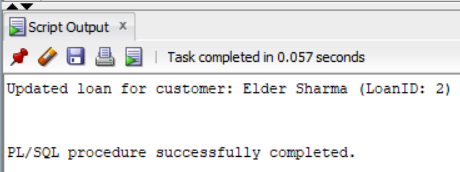 Script Output x
Task completed in 0.057 seconds
Updated loan for customer: Elder Sharma (LoanID: 2)
PL/SQL procedure successfully completed.